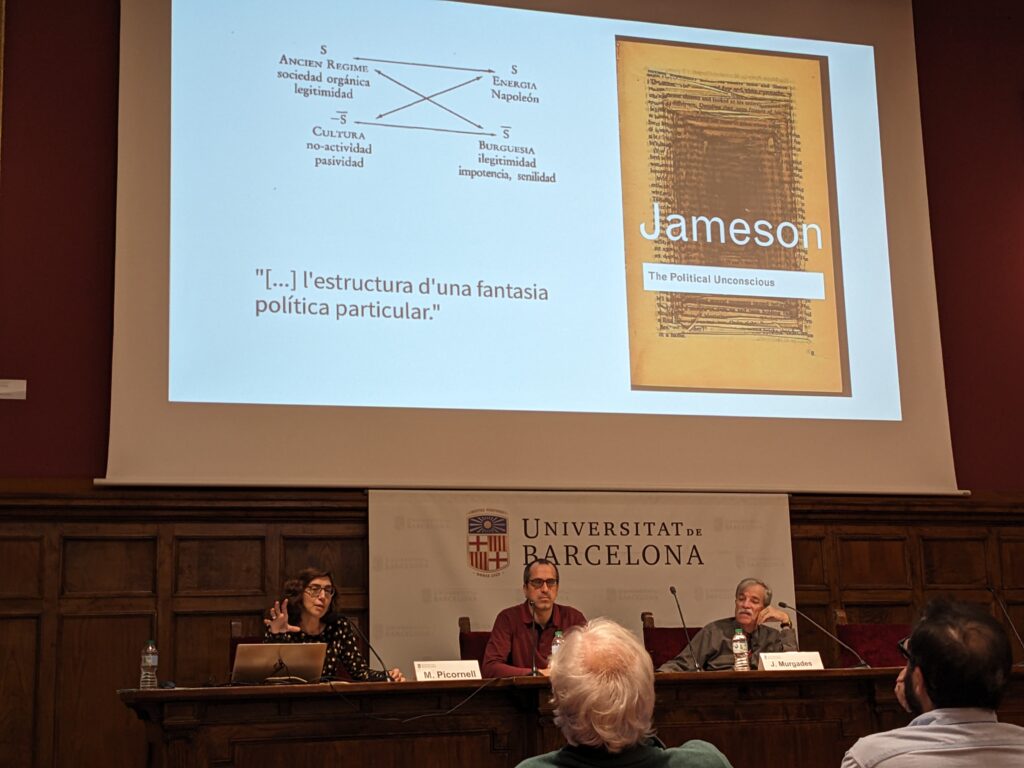 S
ANCIEN REGIME
sociedad orgánica
legitimidad
S
ENERGIA
Napoleón
–S̅
CULTURA
no-actividad
pasividad
S̅
BURGUESIA
ilegitimidad
impotencia, senilidad
"[...] l'estructura d'una fantasia
política particular."
Jameson
The Political Unconscious
UNIVERSITAT DE
BARCELONA
M. Picornell
J. Murgades